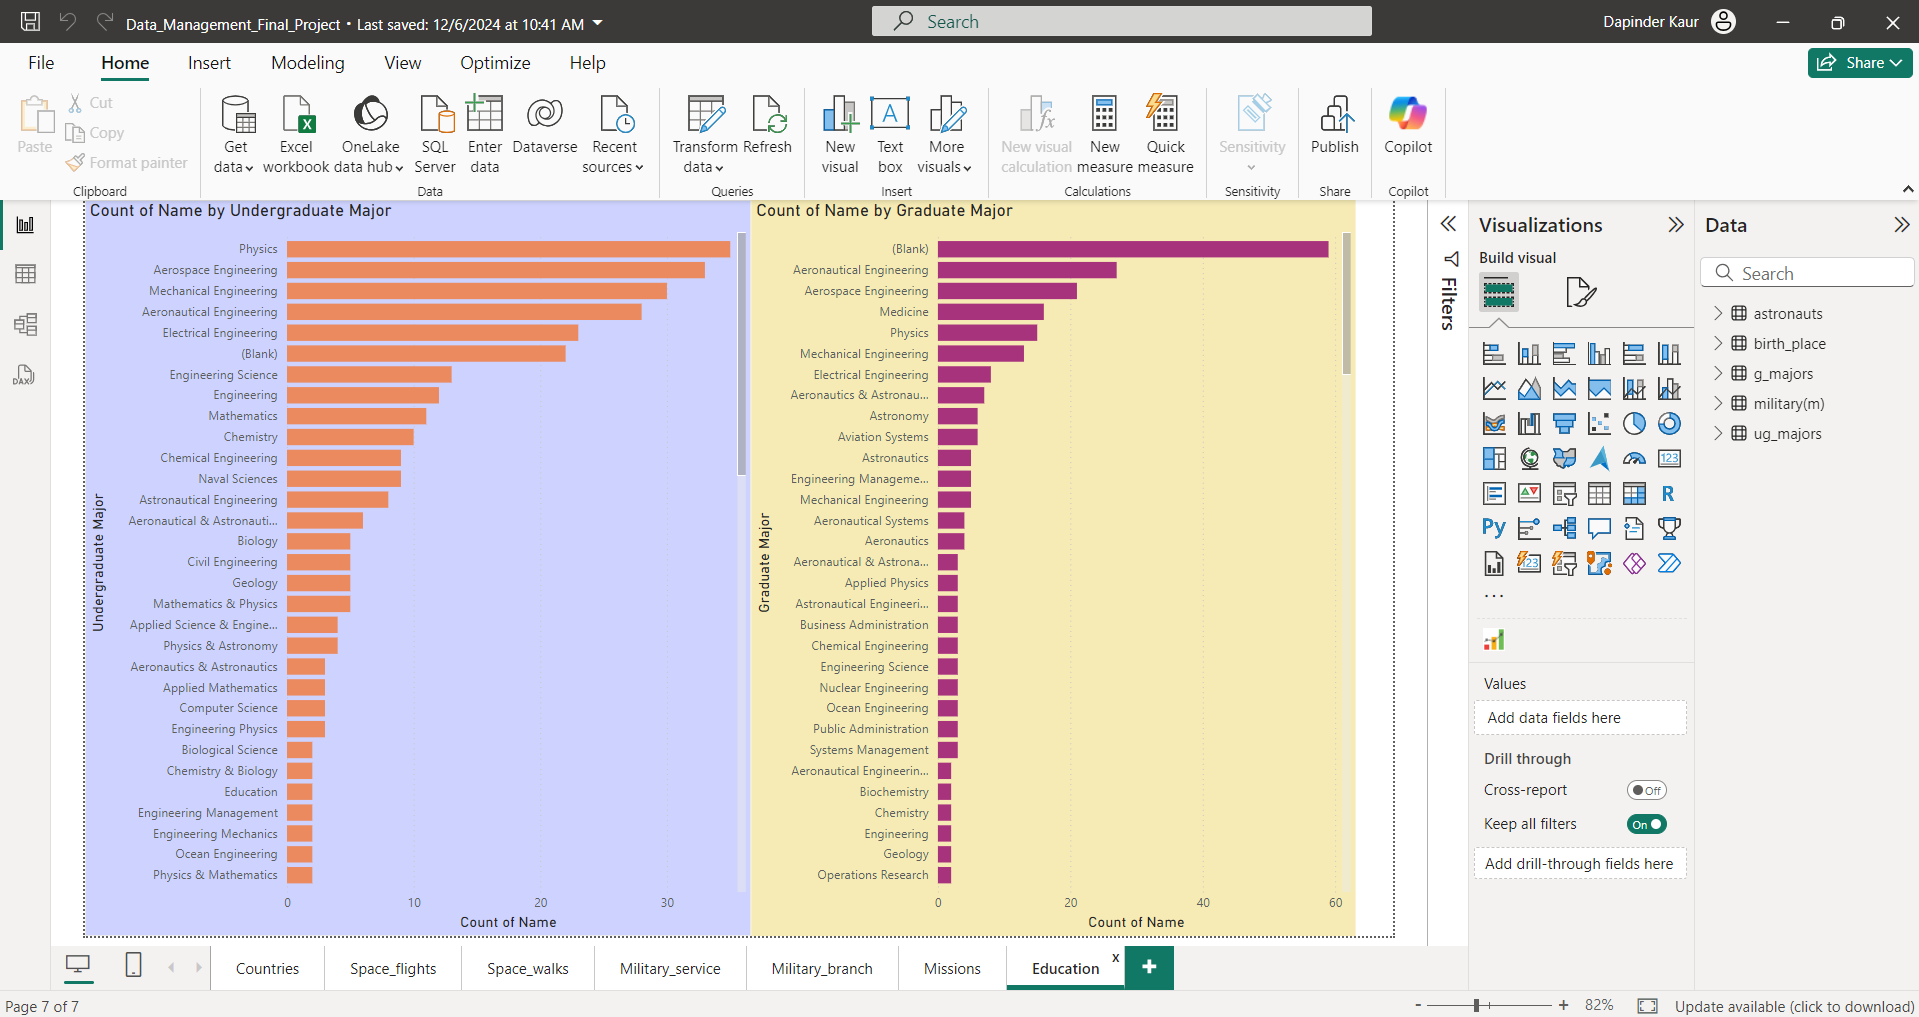 Data_Management_Final_Project • Last saved: 12/6/2024 at 10:41 AM
Search
Dapinder Kaur
File Home Insert Modeling View Optimize Help
Share
Paste
Cut
Copy
Format painter
Clipboard
Get data
Excel workbook
OneLake data hub
SQL Server
Enter data
Dataverse
Recent sources
Data
Transform data
Refresh
Queries
New visual
Text box
More visuals
Insert
New visual calculation
New measure
Quick measure
Calculations
Sensitivity
Sensitivity
Publish
Share
Copilot
Copilot
DAX
Count of Name by Undergraduate Major
Undergraduate Major
Physics
Aerospace Engineering
Mechanical Engineering
Aeronautical Engineering
Electrical Engineering
(Blank)
Engineering Science
Engineering
Mathematics
Chemistry
Chemical Engineering
Naval Sciences
Astronautical Engineering
Aeronautical & Astronauti...
Biology
Civil Engineering
Geology
Mathematics & Physics
Applied Science & Engine...
Physics & Astronomy
Aeronautics & Astronautics
Applied Mathematics
Computer Science
Engineering Physics
Biological Science
Chemistry & Biology
Education
Engineering Management
Engineering Mechanics
Ocean Engineering
Physics & Mathematics
0 10 20 30
Count of Name
Count of Name by Graduate Major
Graduate Major
(Blank)
Aeronautical Engineering
Aerospace Engineering
Medicine
Physics
Mechanical Engineering
Electrical Engineering
Aeronautics & Astronau...
Astronomy
Aviation Systems
Astronautics
Engineering Manageme...
Mechanical Engineering
Aeronautical Systems
Aeronautics
Aeronautical & Astrona...
Applied Physics
Astronautical Engineeri...
Business Administration
Chemical Engineering
Engineering Science
Nuclear Engineering
Ocean Engineering
Public Administration
Systems Management
Aeronautical Engineerin...
Biochemistry
Chemistry
Engineering
Geology
Operations Research
0 20 40 60
Count of Name
Filters
Visualizations
Build visual
123
R
Py
123
...
Values
Add data fields here
Drill through
Cross-report
Off
Keep all filters
On
Add drill-through fields here
Data
Search
astronauts
birth_place
g_majors
military(m)
ug_majors
Countries Space_flights Space_walks Military_service Military_branch Missions Education x +
Page 7 of 7
- + 82%
Update available (click to download)